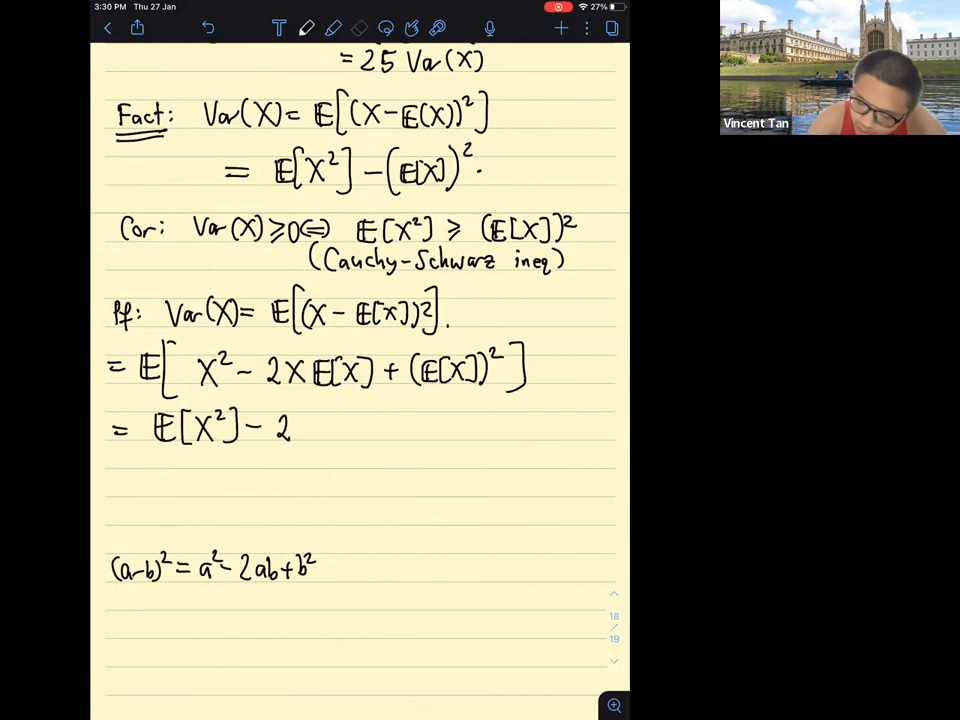 3:30 PM Thu 27 Jan
27%
= 25 Var(X)
Fact: Var(X) = 𝔼[(X-𝔼(X))²]
= 𝔼[X²] - (𝔼[X])².
Cor: Var(X) ⩾ 0 ⇔ 𝔼[X²] ⩾ (𝔼[X])²
(Cauchy-Schwarz ineq)
Pf: Var(X) = 𝔼[(X - 𝔼[X])²].
= 𝔼[ X² - 2X 𝔼[X] + (𝔼[X])² ]
= 𝔼[X²] - 2
(a-b)² = a² - 2ab + b²
18
/
19
Vincent Tan